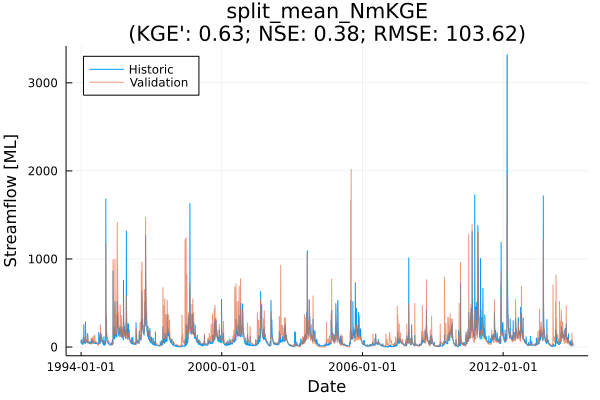 split_mean_NmKGE
(KGE': 0.63; NSE: 0.38; RMSE: 103.62)
Historic
Validation
Streamflow [ML]
3000
2000
1000
0
1994-01-01
2000-01-01
2006-01-01
2012-01-01
Date